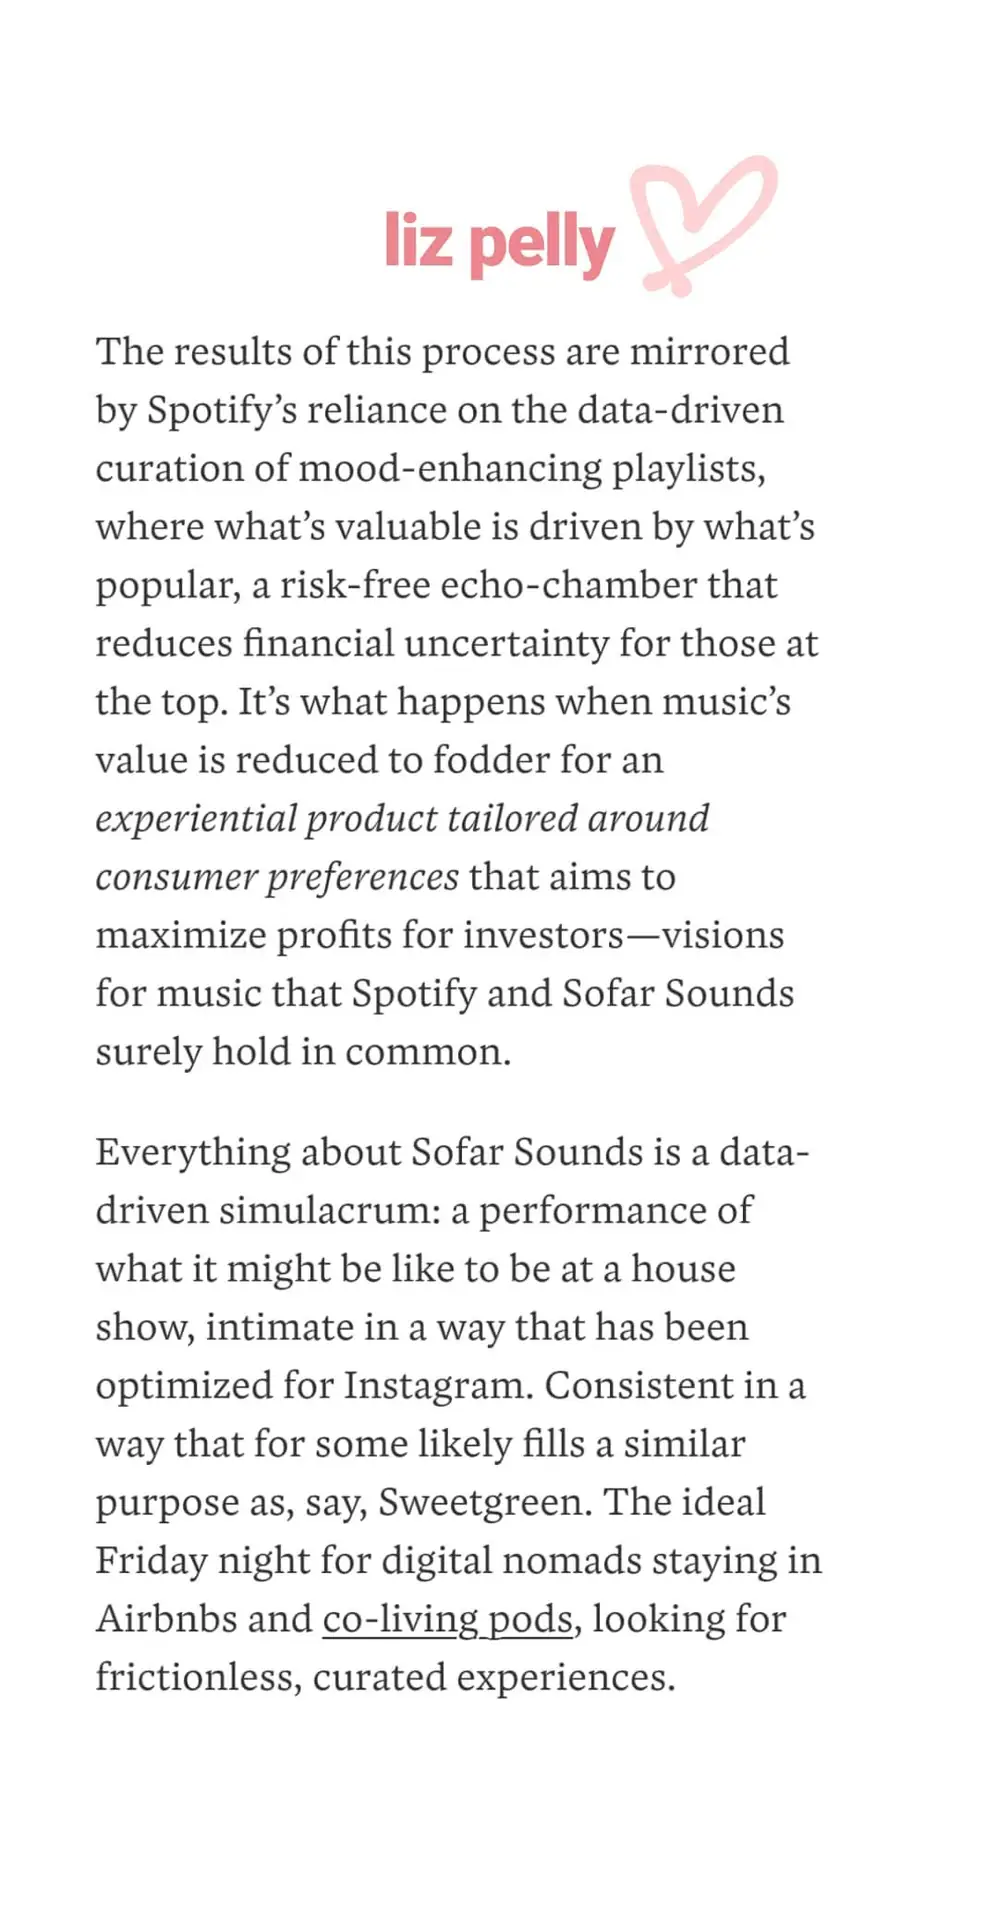 liz pelly
The results of this process are mirrored
by Spotify’s reliance on the data-driven
curation of mood-enhancing playlists,
where what’s valuable is driven by what’s
popular, a risk-free echo-chamber that
reduces financial uncertainty for those at
the top. It’s what happens when music’s
value is reduced to fodder for an
experiential product tailored around
consumer preferences that aims to
maximize profits for investors—visions
for music that Spotify and Sofar Sounds
surely hold in common.
Everything about Sofar Sounds is a data-
driven simulacrum: a performance of
what it might be like to be at a house
show, intimate in a way that has been
optimized for Instagram. Consistent in a
way that for some likely fills a similar
purpose as, say, Sweetgreen. The ideal
Friday night for digital nomads staying in
Airbnbs and co-living pods, looking for
frictionless, curated experiences.